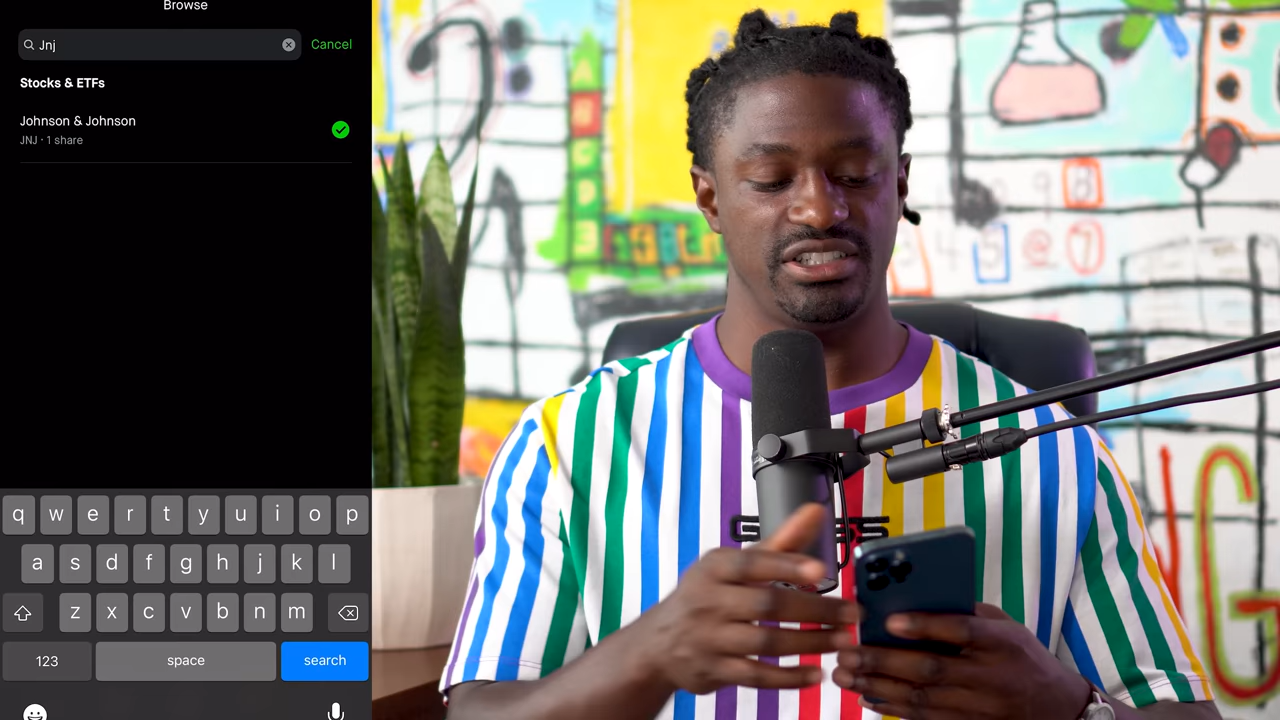 Browse
Jnj
Cancel
Stocks & ETFs
Johnson & Johnson
JNJ · 1 share
q w e r t y u i o p
a s d f g h j k l
z x c v b n m
123 space search